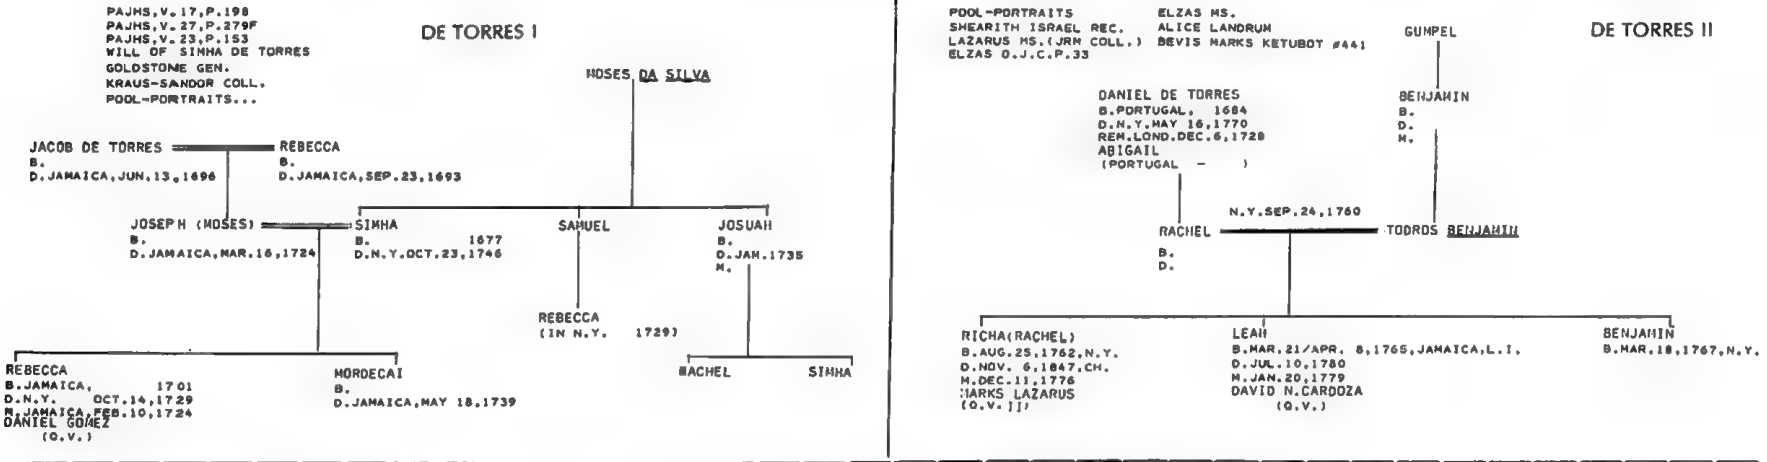 PAJHS,V.17,P.198
PAJHS,V.27,P.279F
PAJHS,V.23,P.153
WILL OF SIMHA DE TORRES
GOLDSTONE GEN.
KRAUS-SANDOR COLL.
POOL-PORTRAITS...
DE TORRES I
MOSES DA SILVA
JACOB DE TORRES
B.
D.JAMAICA,JUN.13,1696
REBECCA
B.
D.JAMAICA,SEP.23,1693
JOSEPH (MOSES)
B.
D.JAMAICA,MAR.16,1724
SIMHA
B. 1677
D.N.Y.OCT.23,1746
SAMUEL
JOSUAH
B.
D.JAM.1735
M.
REBECCA
(IN N.Y. 1729)
RACHEL
SIMHA
REBECCA
B.JAMAICA, 1701
D.N.Y. OCT.14,1729
M.JAMAICA,FEB.10,1724
DANIEL GOMEZ
(Q.V.)
MORDECAI
B.
D.JAMAICA,MAY 18,1739
POOL-PORTRAITS
SHEARITH ISRAEL REC.
LAZARUS MS.(JRM COLL.)
ELZAS O.J.C.P.33
ELZAS MS.
ALICE LANDRUM
BEVIS MARKS KETUBOT #441
DE TORRES II
GUMPEL
DANIEL DE TORRES
B.PORTUGAL, 1684
D.N.Y.MAY 16,1770
REM.LOND.DEC.6,1728
ABIGAIL
(PORTUGAL - )
BENJAMIN
B.
D.
M.
N.Y.SEP.24,1760
RACHEL
B.
D.
TODROS BENJAMIN
RICHA(RACHEL)
B.AUG.25,1762,N.Y.
D.NOV. 6,1847,CH.
M.DEC.11,1776
MARKS LAZARUS
(Q.V. II)
LEAH
B.MAR.21/APR. 8,1765,JAMAICA,L.I.
D.JUL.10,1780
M.JAN.20,1779
DAVID N.CARDOZA
(Q.V.)
BENJAMIN
B.MAR.18,1767,N.Y.